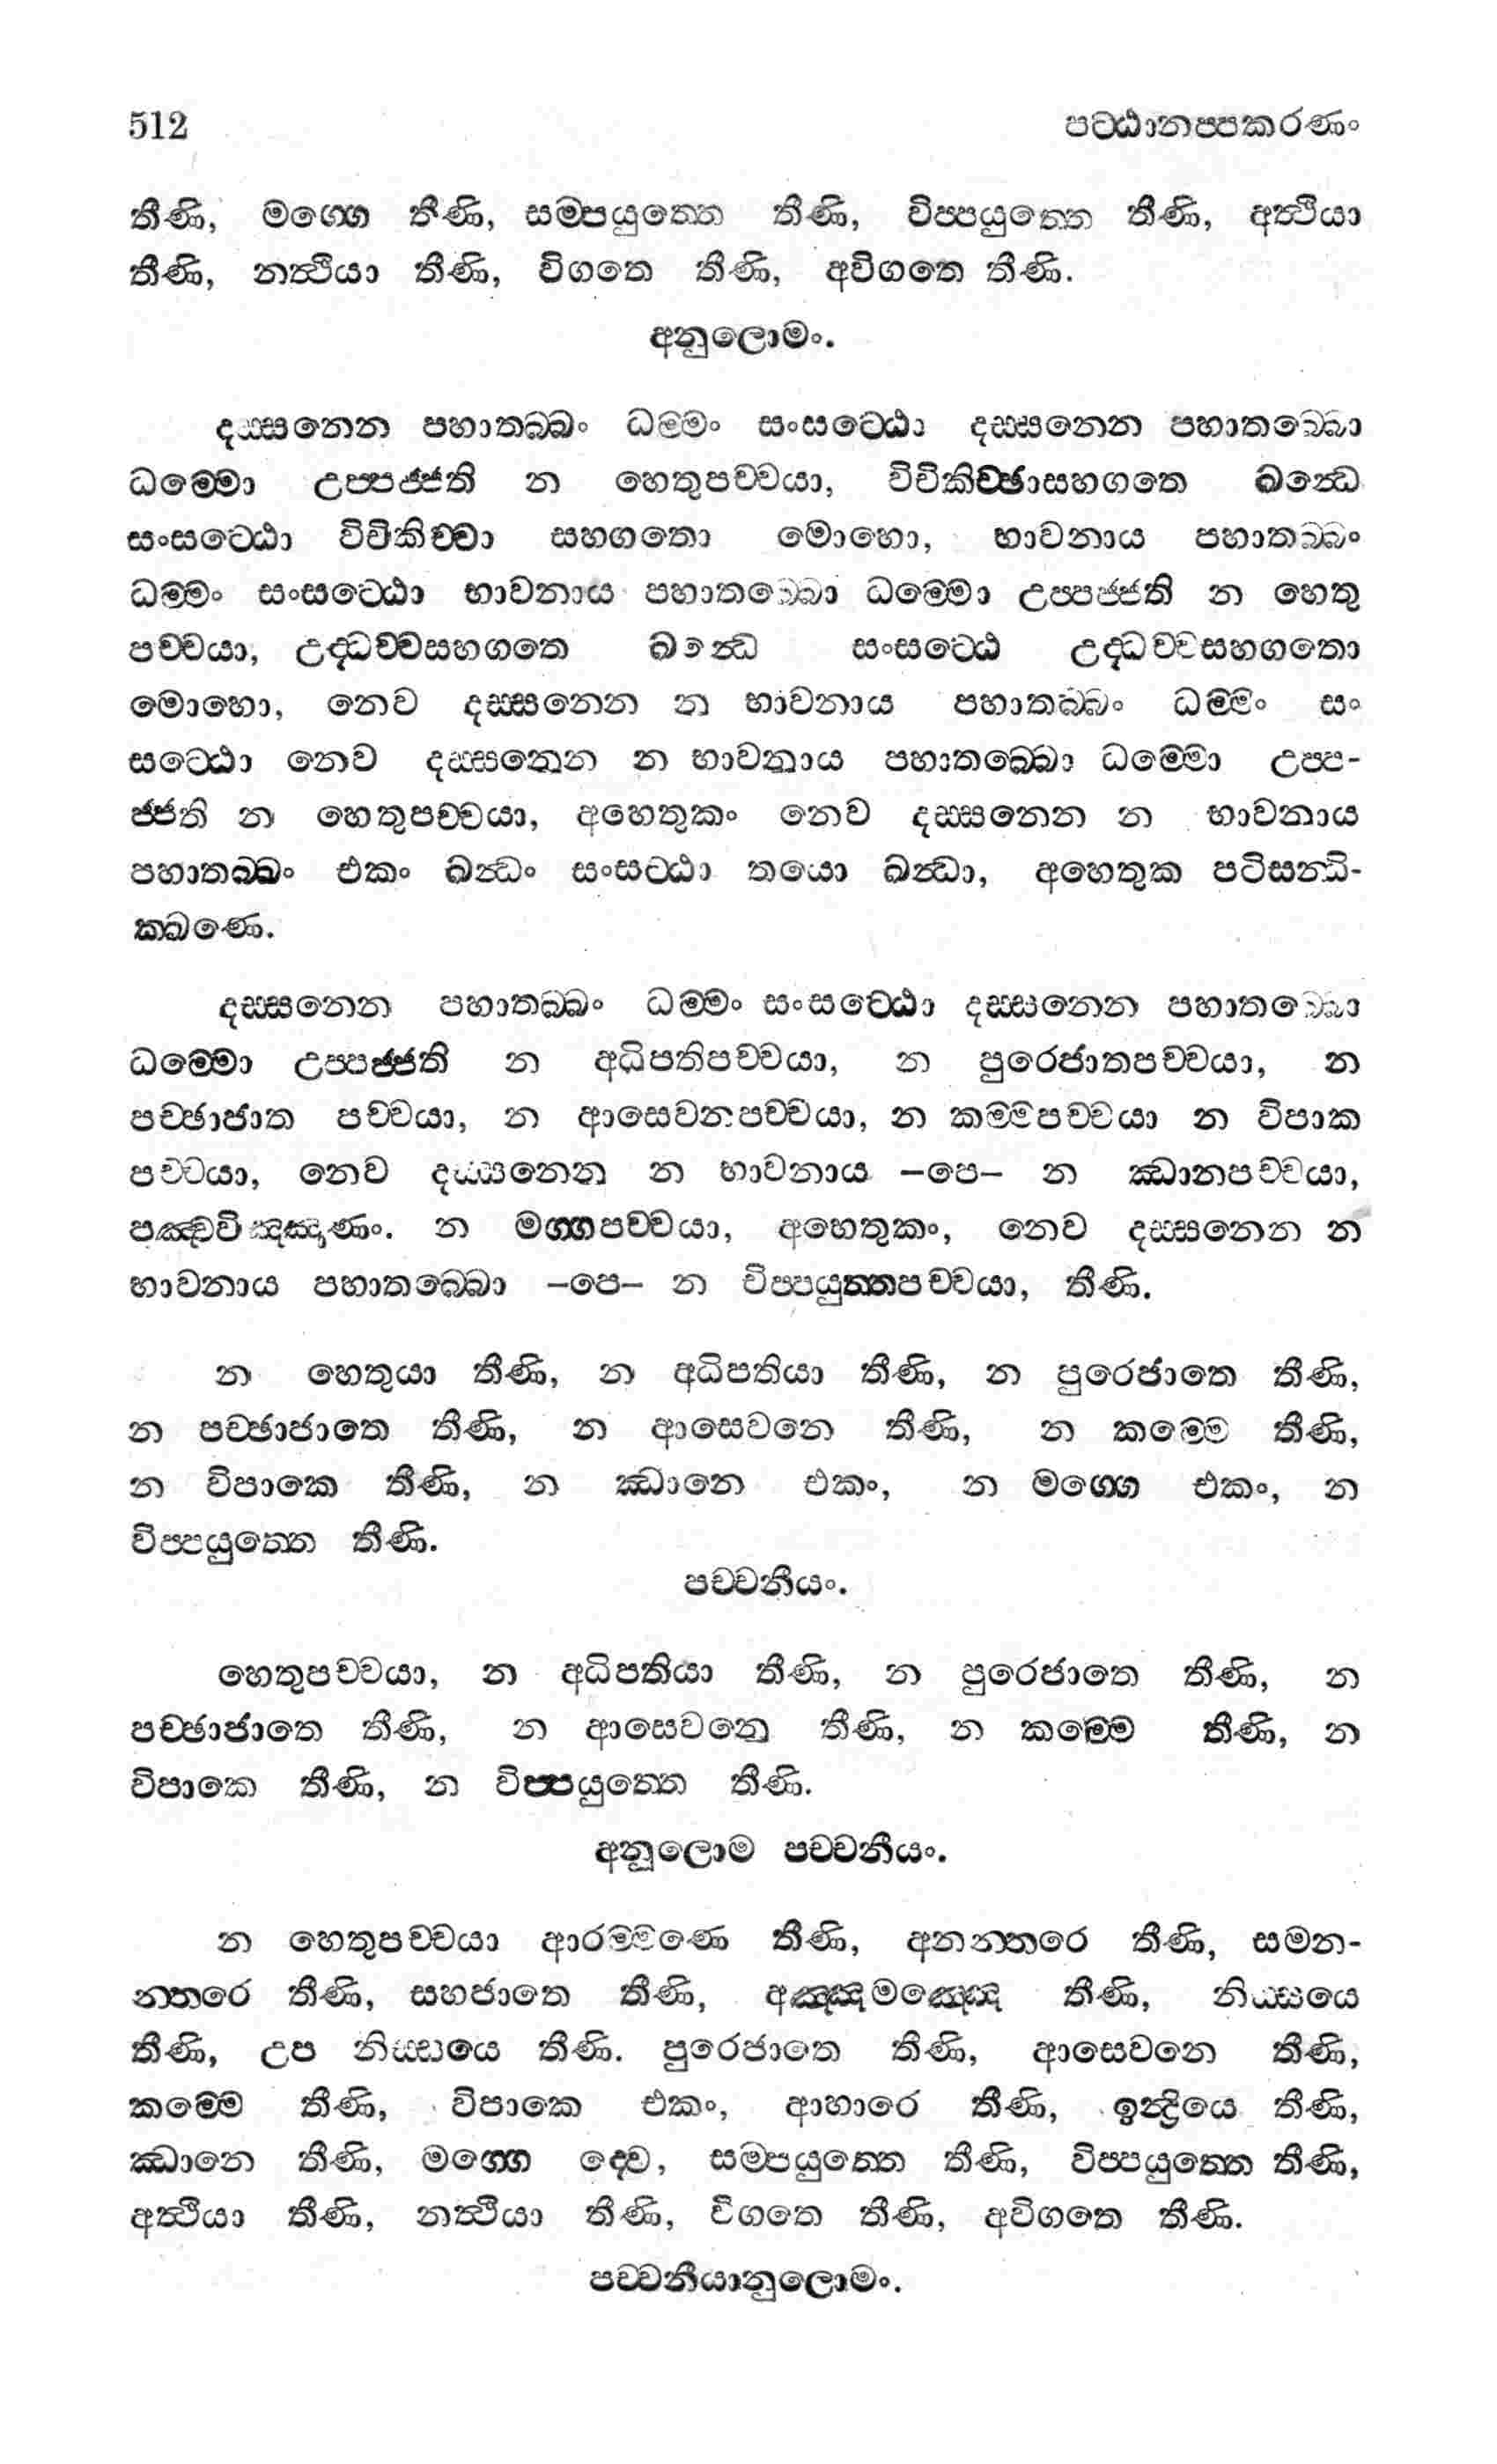 512 පට්ඨානප්පකරණං
තීණි, මග්ගෙ තීණි, සම්පයුත්තෙ තීණි, විප්පයුත්තෙ තීණි, අත්ථියා
තීණි, නත්ථියා තීණි, විගතෙ තීණි, අවිගතෙ තීණි.
අනුලොමං.
දස්සනෙන පහාතබ්බං ධම්මං සංසට්ඨො දස්සනෙන පහාතබ්බො
ධම්මො උප්පජ්ජති න හෙතුපච්චයා, විචිකිච්ඡාසහගතෙ ඛන්ධෙ
සංසට්ඨො විචිකිච්චා සහගතො මොහො, භාවනාය පහාතබ්බං
ධම්මං සංසට්ඨො භාවනාය පහාතබ්බො ධම්මො උප්පජ්ජති න හෙතු
පච්චයා, උද්ධච්චසහගතෙ ඛන්ධෙ සංසට්ඨෙ උද්ධච්චසහගතො
මොහො, නෙව දස්සනෙන න භාවනාය පහාතබ්බං ධම්මං සං
සට්ඨො නෙව දස්සනෙන න භාවනාය පහාතබ්බො ධම්මො උප්ප-
ජ්ජති න හෙතුපච්චයා, අහෙතුකං නෙව දස්සනෙන න භාවනාය
පහාතබ්බං එකං ඛන්ධං සංසට්ඨා තයො ඛන්ධා, අහෙතුක පටිසන්ධි-
ක්ඛණෙ.
දස්සනෙන පහාතබ්බං ධම්මං සංසට්ඨො දස්සනෙන පහාතබ්බො
ධම්මො උප්පජ්ජති න අධිපතිපච්චයා, න පුරෙජාතපච්චයා, න
පච්ඡාජාත පච්චයා, න ආසෙවනපච්චයා, න කම්මපච්චයා න විපාක
පච්චයා, නෙව දස්සනෙන න භාවනාය –පෙ– න ඣානපච්චයා,
පඤ්චවිඤ්ඤාණං. න මග්ගපච්චයා, අහෙතුකං, නෙව දස්සනෙන න
භාවනාය පහාතබ්බො –පෙ– න විප්පයුත්තපච්චයා, තීණි.
න හෙතුයා තීණි, න අධිපතියා තීණි, න පුරෙජාතෙ තීණි,
න පච්ඡාජාතෙ තීණි, න ආසෙවනෙ තීණි, න කම්මෙ තීණි,
න විපාකෙ තීණි, න ඣානෙ එකං, න මග්ගෙ එකං, න
විප්පයුත්තෙ තීණි.
පච්චනීයං.
හෙතුපච්චයා, න අධිපතියා තීණි, න පුරෙජාතෙ තීණි, න
පච්ඡාජාතෙ තීණි, න ආසෙවනෙ තීණි, න කම්මෙ තීණි, න
විපාකෙ තීණි, න විප්පයුත්තෙ තීණි.
අනුලොම පච්චනීයං.
න හෙතුපච්චයා ආරම්මණෙ තීණි, අනන්තරෙ තීණි, සමන-
න්තරෙ තීණි, සහජාතෙ තීණි, අඤ්ඤමඤ්ඤෙ තීණි, නිස්සයෙ
තීණි, උප නිස්සයෙ තීණි. පුරෙජාතෙ තීණි, ආසෙවනෙ තීණි,
කම්මෙ තීණි, විපාකෙ එකං, ආහාරෙ තීණි, ඉන්ද්‍රියෙ තීණි,
ඣානෙ තීණි, මග්ගෙ ද්වෙ, සම්පයුත්තෙ තීණි, විප්පයුත්තෙ තීණි,
අත්ථියා තීණි, නත්ථියා තීණි, විගතෙ තීණි, අවිගතෙ තීණි.
පච්චනීයානුලොමං.